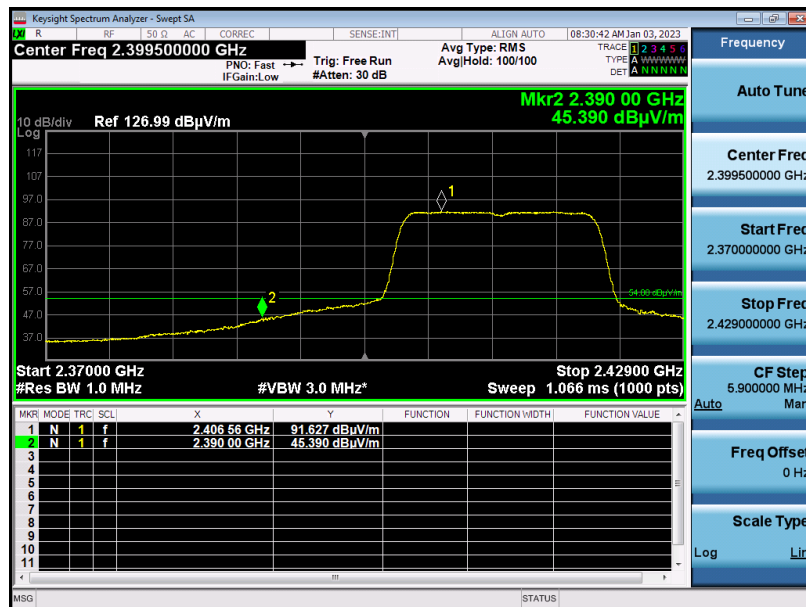 Keysight Spectrum Analyzer - Swept SA
LXI R RF 50 Ω AC CORREC SENSE:INT ALIGN AUTO 08:30:42 AM Jan 03, 2023
Center Freq 2.399500000 GHz
PNO: Fast
IFGain:Low
Trig: Free Run
#Atten: 30 dB
Avg Type: RMS
Avg|Hold: 100/100
TRACE 1 2 3 4 5 6
TYPE A W W W W W
DET A N N N N N
Mkr2 2.390 00 GHz
45.390 dBµV/m
10 dB/div Ref 126.99 dBµV/m
Log
117
107
97.0
87.0
77.0
67.0
57.0
47.0
37.0
1
2
54.00 dBµV/m
Start 2.37000 GHz Stop 2.42900 GHz
#Res BW 1.0 MHz #VBW 3.0 MHz* Sweep 1.066 ms (1000 pts)
MKR MODE TRC SCL X Y FUNCTION FUNCTION WIDTH FUNCTION VALUE
1 N 1 f 2.406 56 GHz 91.627 dBµV/m
2 N 1 f 2.390 00 GHz 45.390 dBµV/m
3
4
5
6
7
8
9
10
11
MSG STATUS
Frequency
Auto Tune
Center Freq
2.399500000 GHz
Start Freq
2.370000000 GHz
Stop Freq
2.429000000 GHz
CF Step
5.900000 MHz
Auto Man
Freq Offset
0 Hz
Scale Type
Log Lin